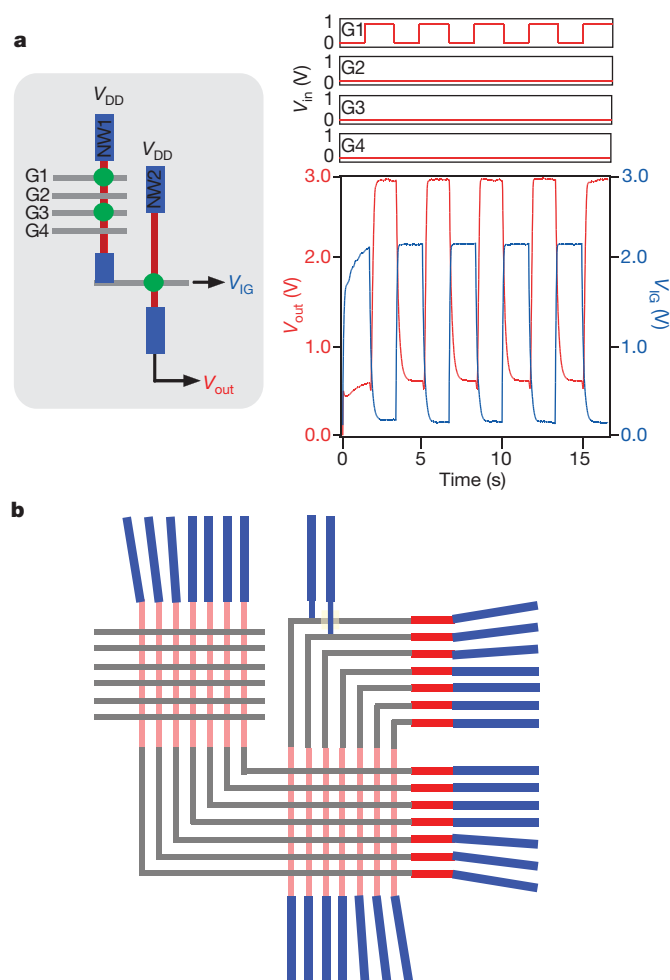 a
V_DD
NW1
V_DD
NW2
G1
G2
G3
G4
V_IG
V_out
V_in (V)
1
0
G1
1
0
G2
1
0
G3
1
0
G4
3.0
2.0
1.0
0.0
V_out (V)
3.0
2.0
1.0
0.0
V_IG (V)
0 5 10 15
Time (s)
b